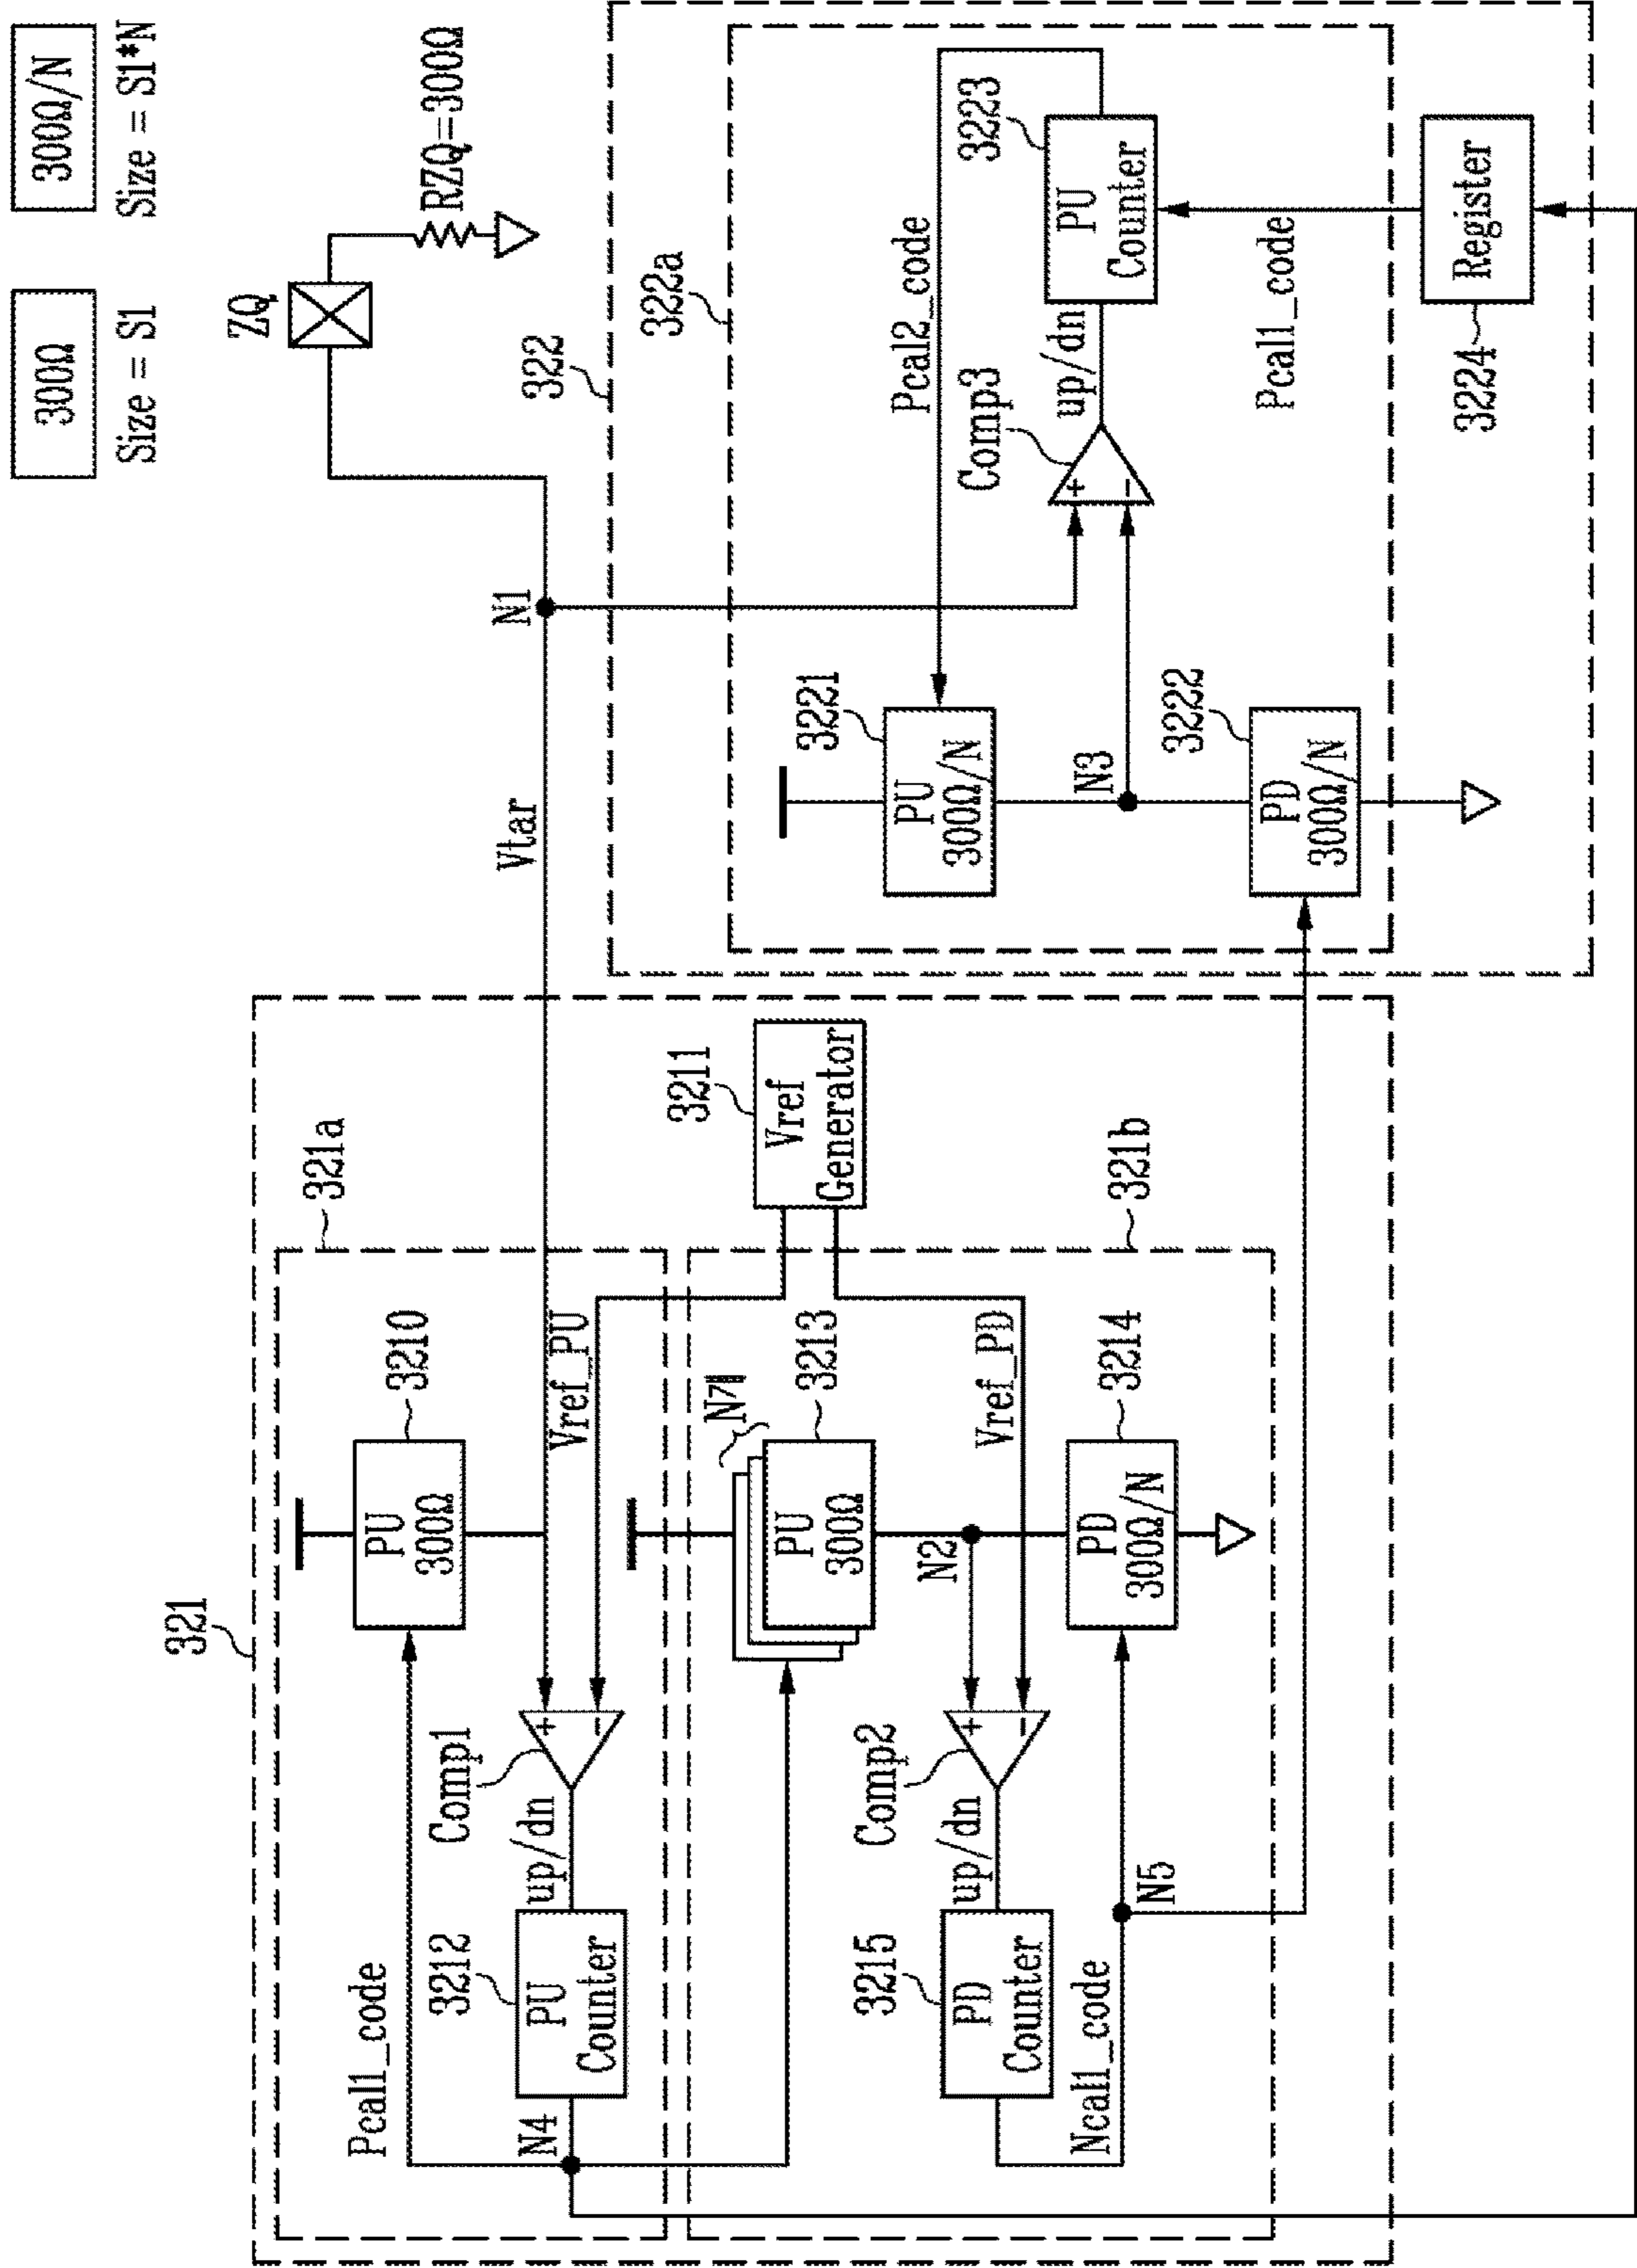 300Ω
300Ω/N
Size = S1
Size = S1*N
ZQ
RZQ=300Ω
321
321a
PU
300Ω
3210
Pcal1_code
Comp1
3212
up/dn
PU
Counter
N4
+
−
Vtar
N1
Vref_PU
322
322a
3211
Vref
Generator
N개
PU
300Ω
3213
N2
Vref_PD
Comp2
+
−
up/dn
3215
PD
Counter
Ncal1_code
N5
PD
300Ω/N
3214
321b
3221
PU
300Ω/N
Pcal2_code
Comp3
+
−
up/dn
3223
PU
Counter
N3
3222
PD
300Ω/N
Pcal1_code
3224
Register